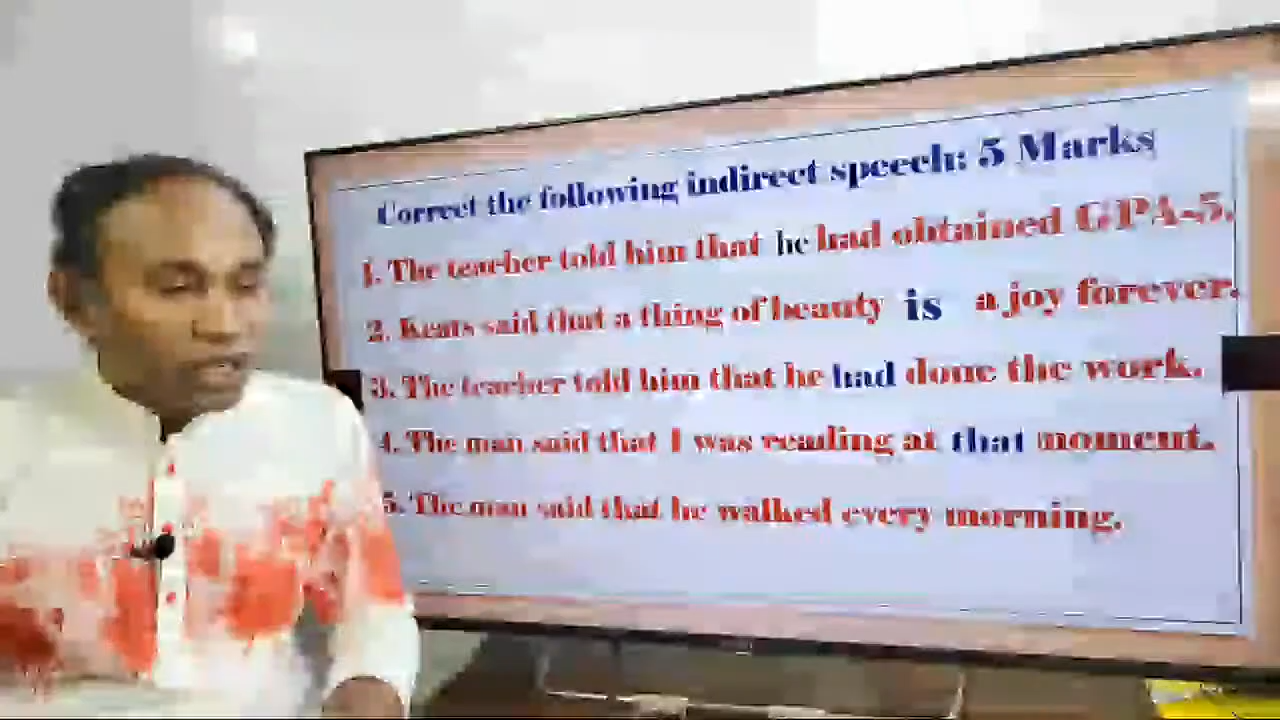 Correct the following indirect speech: 5 Marks
1. The teacher told him that he had obtained GPA-5.
2. Keats said that a thing of beauty is a joy forever.
3. The teacher told him that he had done the work.
4. The man said that I was reading at that moment.
5. The man said that he walked every morning.